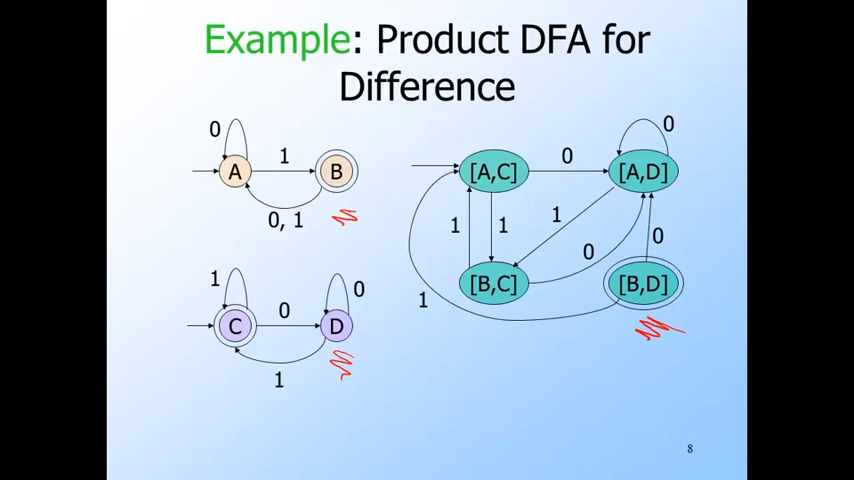 Example: Product DFA for
Difference
0
1
A
B
0, 1
1
0
0
C
D
1
0
0
[A,C]
[A,D]
1
1
1
0
0
[B,C]
[B,D]
1
8